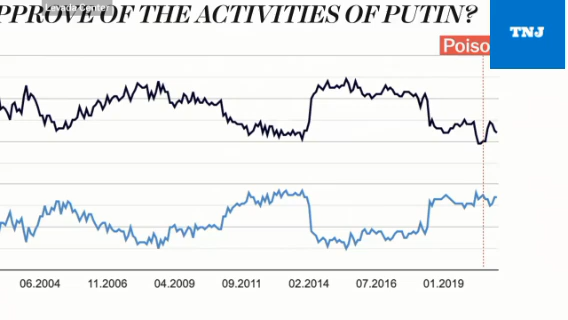 Levada Center
PPROVE OF THE ACTIVITIES OF PUTIN?
TNJ
Poiso
06.2004 11.2006 04.2009 09.2011 02.2014 07.2016 01.2019